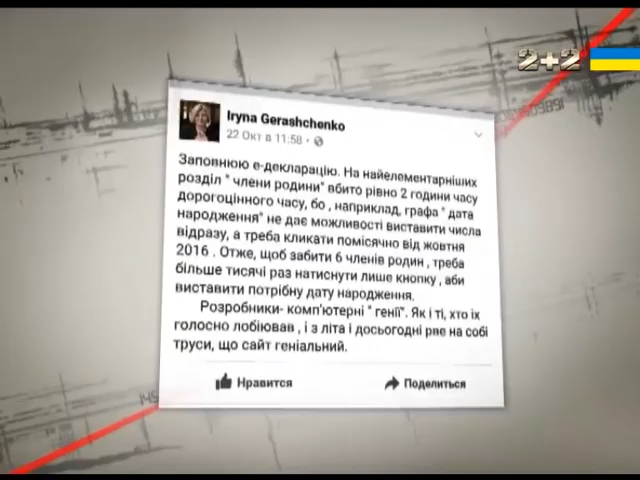 2+2
Iryna Gerashchenko
22 Окт в 11:58 ·
Заповнюю е-декларацію. На найелементарніших
розділ " члени родини" вбито рівно 2 години часу
дорогоцінного часу, бо , наприклад, графа " дата
народження" не дає можливості виставити числа
відразу, а треба кликати помісячно від жовтня
2016 . Отже, щоб забити 6 членів родин , треба
більше тисячі раз натиснути лише кнопку , аби
виставити потрібну дату народження.
Розробники- комп'ютерні " генії". Як і ті, хто їх
голосно лобіював , і з літа і досьогодні рве на собі
труси, що сайт геніальний.
Нравится
Поделиться